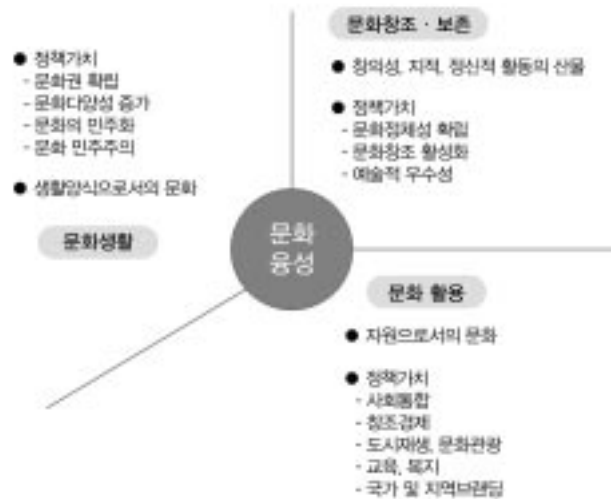 ● 정책가치
- 문화권 확립
- 문화다양성 증가
- 문화의 민주화
- 문화 민주주의
● 생활양식으로서의 문화
문화생활
문화창조 · 보존
● 창의성, 지적, 정신적 활동의 산물
● 정책가치
- 문화정체성 확립
- 문화창조 활성화
- 예술적 우수성
문화
융성
문화 활용
● 자원으로서의 문화
● 정책가치
- 사회통합
- 창조경제
- 도시재생, 문화관광
- 교육, 복지
- 국가 및 지역브랜딩